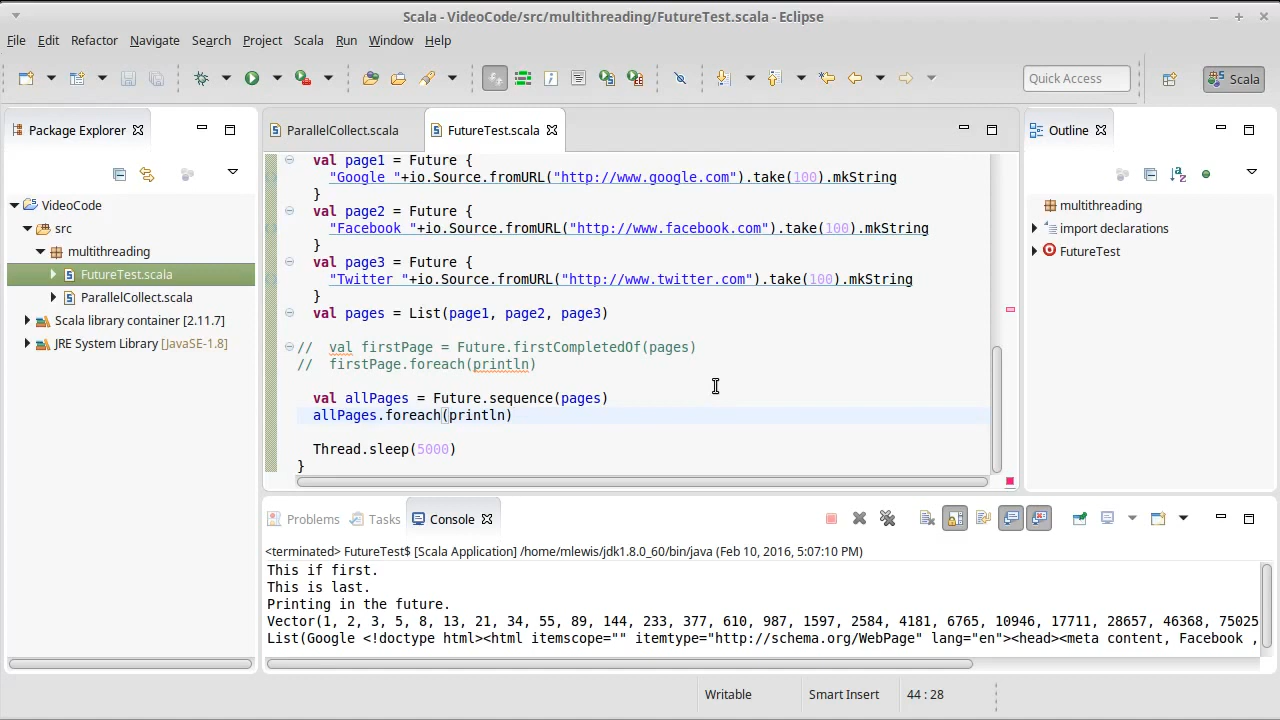 Scala - VideoCode/src/multithreading/FutureTest.scala - Eclipse
File Edit Refactor Navigate Search Project Scala Run Window Help
Quick Access
Scala
Package Explorer
ParallelCollect.scala
FutureTest.scala
Outline
VideoCode
src
multithreading
FutureTest.scala
ParallelCollect.scala
Scala library container [2.11.7]
JRE System Library [JavaSE-1.8]
val page1 = Future {
"Google "+io.Source.fromURL("http://www.google.com").take(100).mkString
}
val page2 = Future {
"Facebook "+io.Source.fromURL("http://www.facebook.com").take(100).mkString
}
val page3 = Future {
"Twitter "+io.Source.fromURL("http://www.twitter.com").take(100).mkString
}
val pages = List(page1, page2, page3)
// val firstPage = Future.firstCompletedOf(pages)
// firstPage.foreach(println)
val allPages = Future.sequence(pages)
allPages.foreach(println)
Thread.sleep(5000)
}
multithreading
import declarations
FutureTest
Problems
Tasks
Console
<terminated> FutureTest$ [Scala Application] /home/mlewis/jdk1.8.0_60/bin/java (Feb 10, 2016, 5:07:10 PM)
This if first.
This is last.
Printing in the future.
Vector(1, 2, 3, 5, 8, 13, 21, 34, 55, 89, 144, 233, 377, 610, 987, 1597, 2584, 4181, 6765, 10946, 17711, 28657, 46368, 75025
List(Google <!doctype html><html itemscope="" itemtype="http://schema.org/WebPage" lang="en"><head><meta content, Facebook ,
Writable
Smart Insert
44 : 28